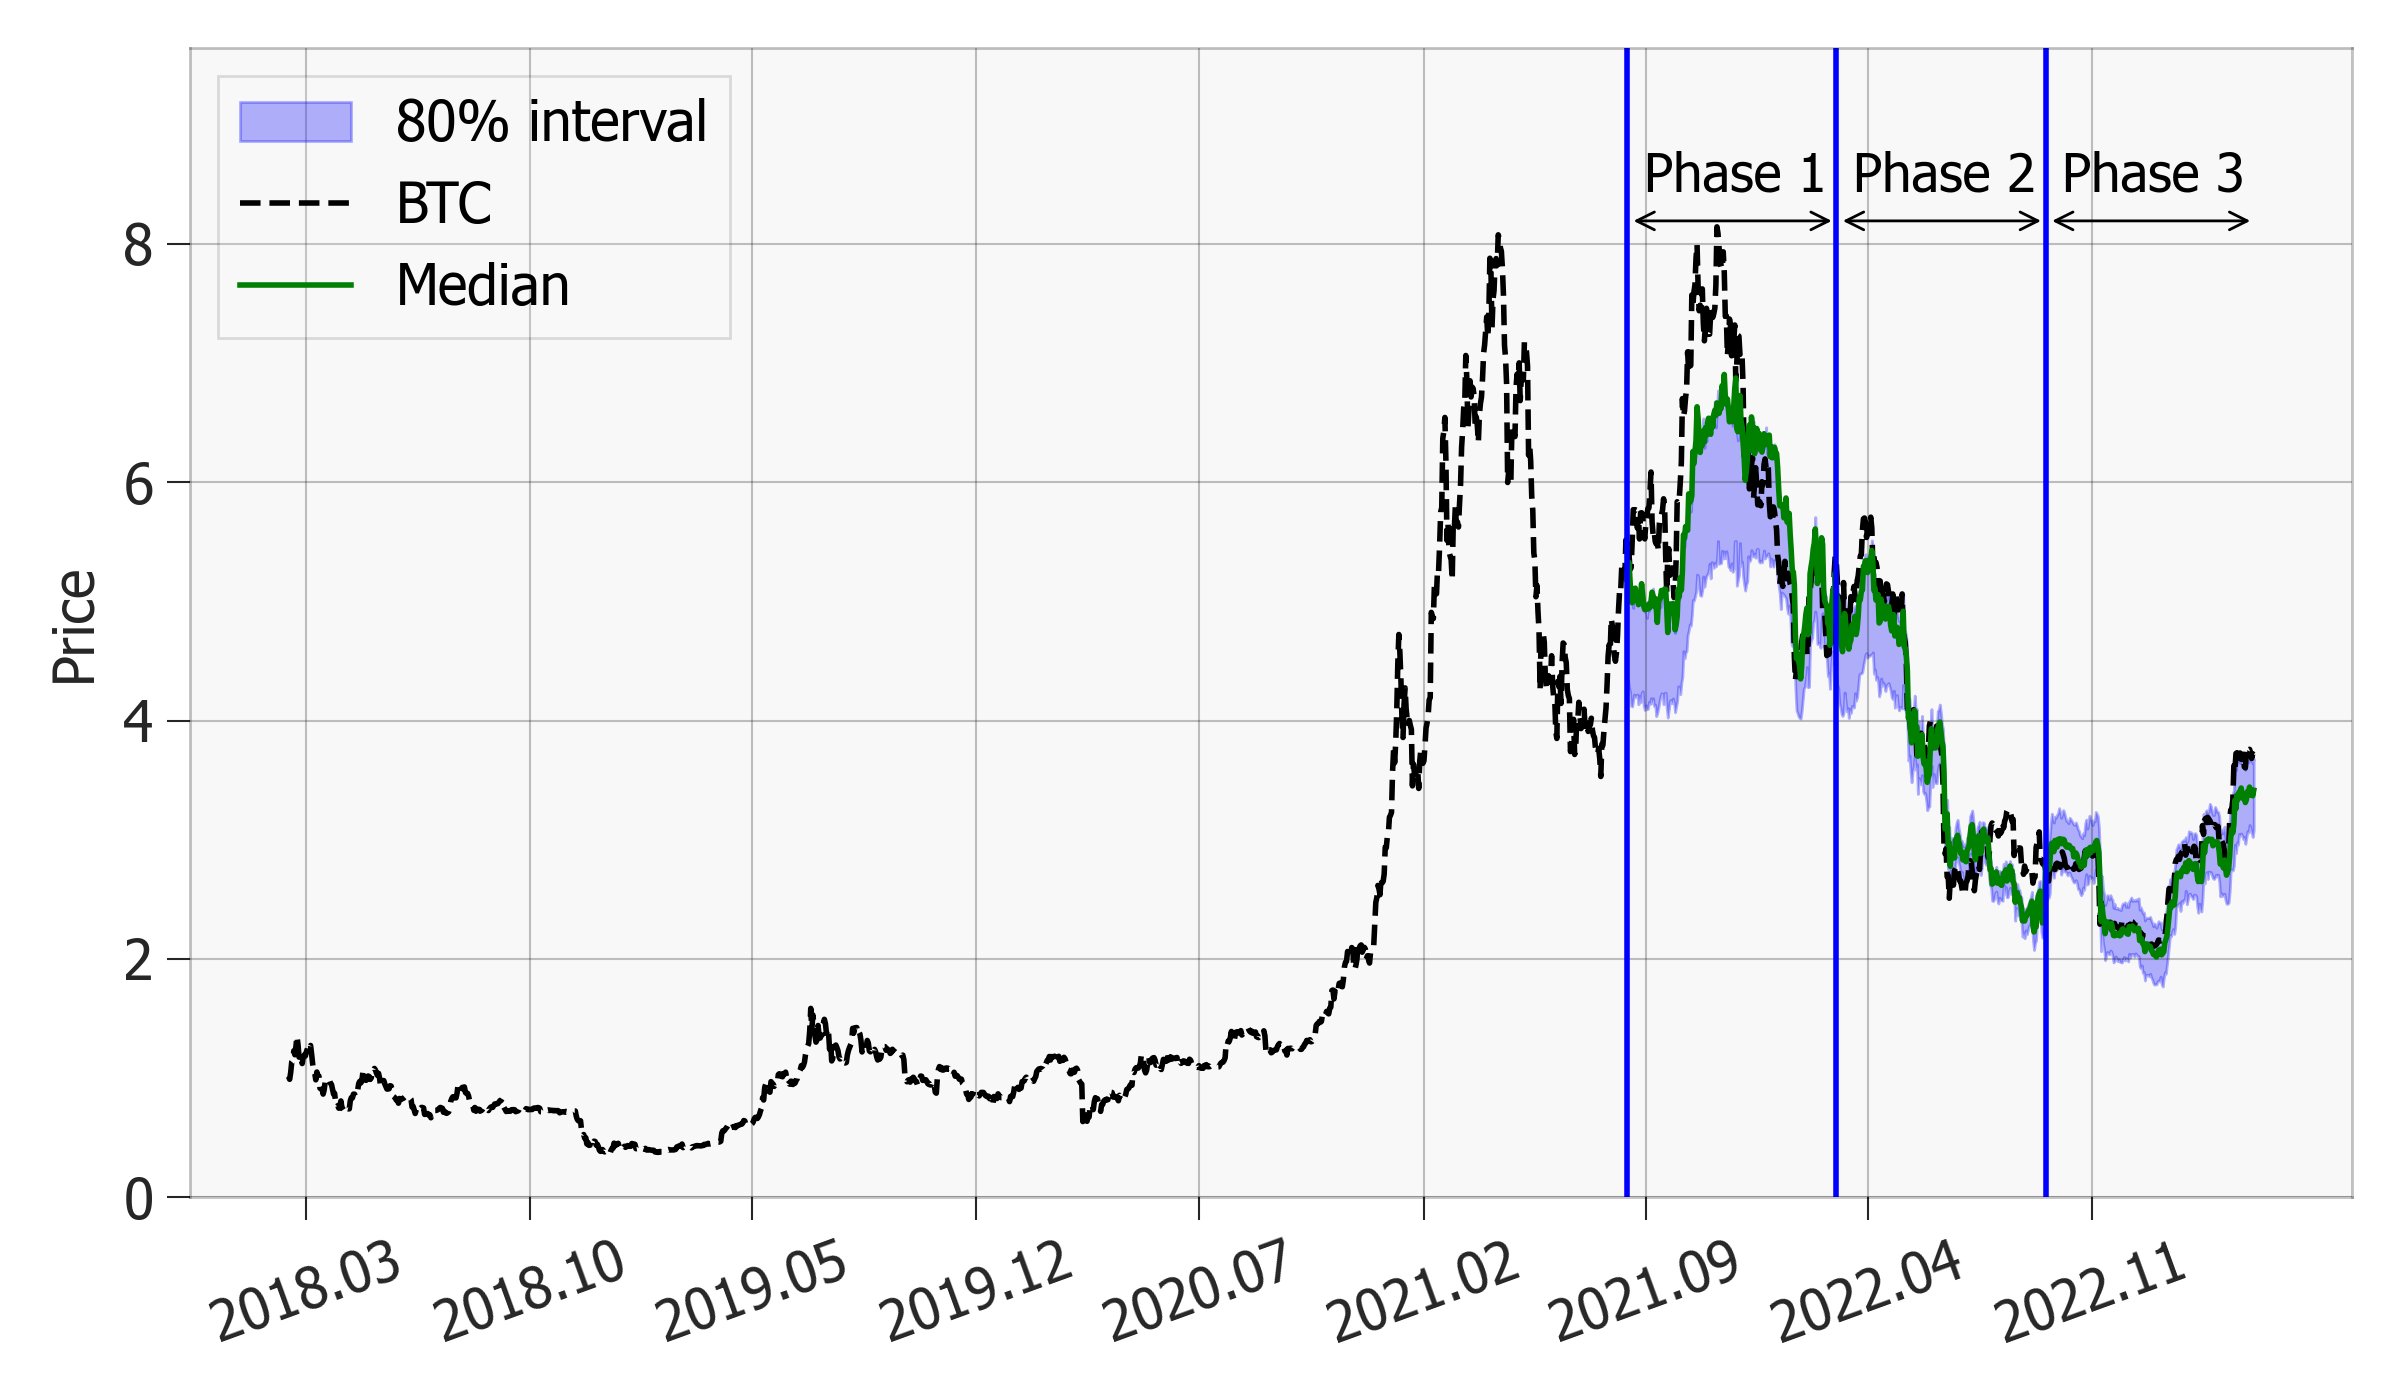 80% interval
BTC
Median
Phase 1
Phase 2
Phase 3
Price
8
6
4
2
0
2018.03
2018.10
2019.05
2019.12
2020.07
2021.02
2021.09
2022.04
2022.11